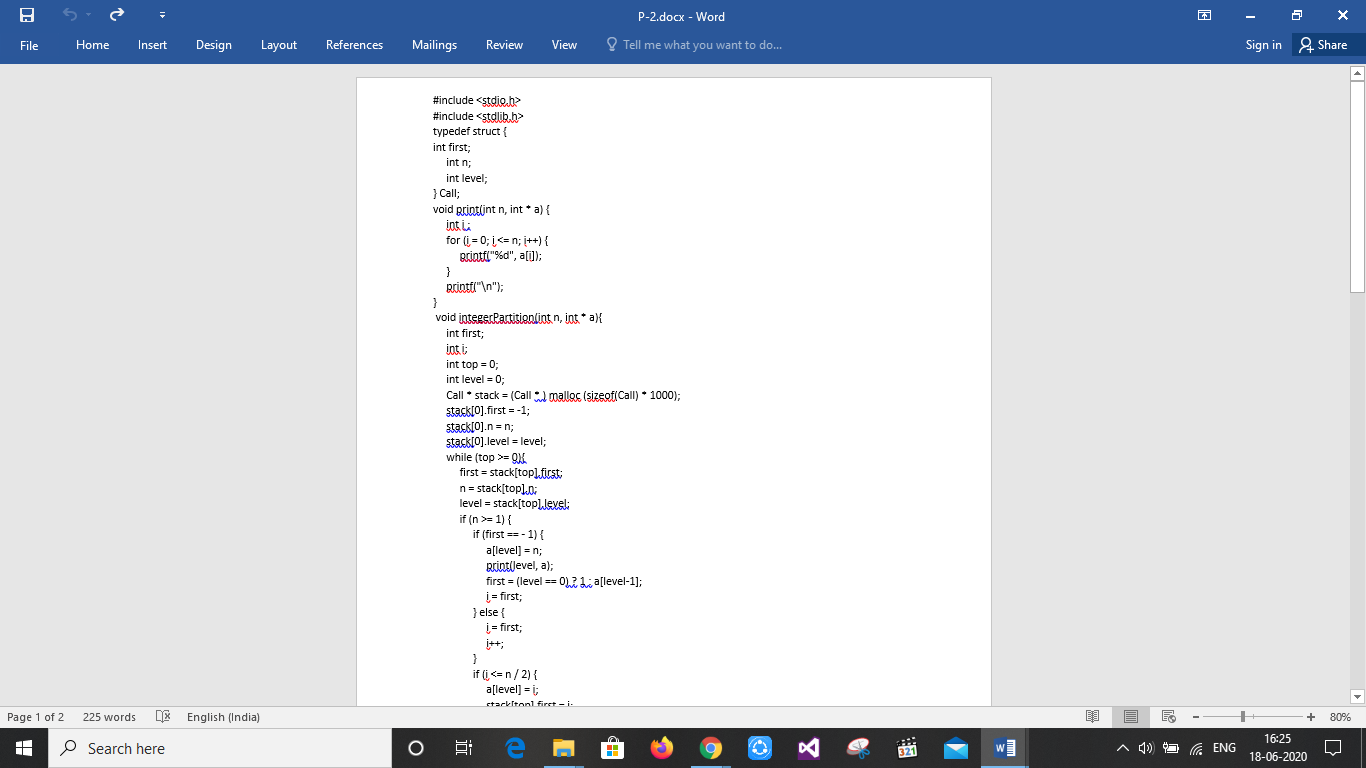 P-2.docx - Word
File Home Insert Design Layout References Mailings Review View Tell me what you want to do... Sign in Share
#include <stdio.h>
#include <stdlib.h>
typedef struct {
int first;
int n;
int level;
} Call;
void print(int n, int * a) {
int i ;
for (i = 0; i <= n; i++) {
printf("%d", a[i]);
}
printf("\n");
}
void integerPartition(int n, int * a){
int first;
int i;
int top = 0;
int level = 0;
Call * stack = (Call * ) malloc (sizeof(Call) * 1000);
stack[0].first = -1;
stack[0].n = n;
stack[0].level = level;
while (top >= 0){
first = stack[top].first;
n = stack[top].n;
level = stack[top].level;
if (n >= 1) {
if (first == - 1) {
a[level] = n;
print(level, a);
first = (level == 0) ? 1 : a[level-1];
i = first;
} else {
i = first;
i++;
}
if (i <= n / 2) {
a[level] = i;
stack[top].first = i;
Page 1 of 2 225 words English (India) 80%
Search here 321 ENG 16:25
18-06-2020